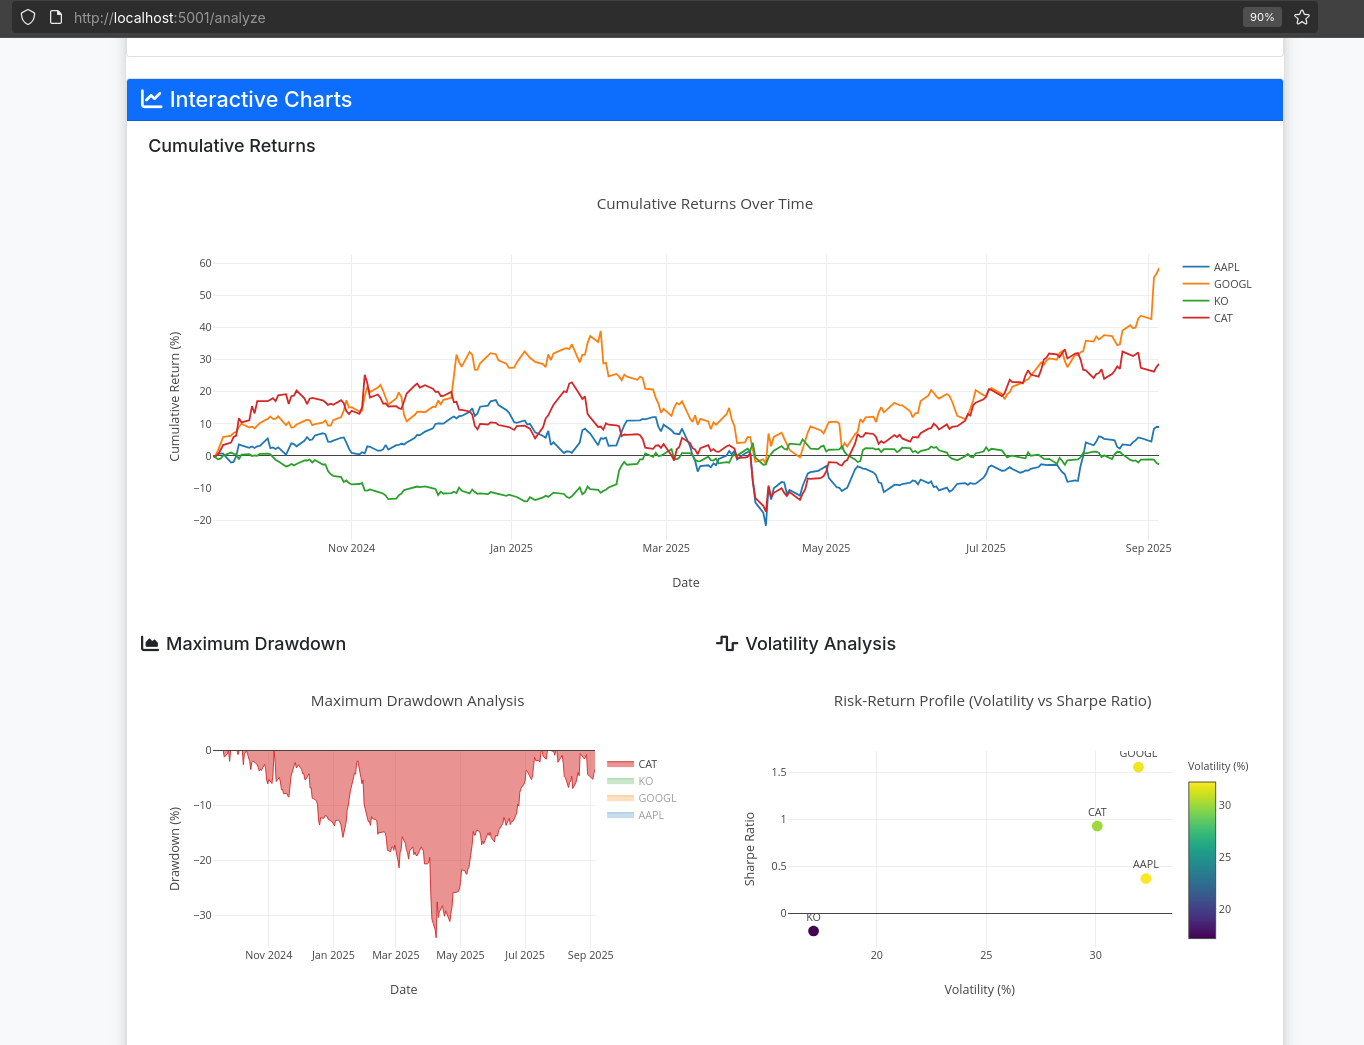 http://localhost:5001/analyze
90%
Interactive Charts
Cumulative Returns
Cumulative Returns Over Time
60
50
40
30
20
10
0
−10
−20
Cumulative Return (%)
Nov 2024
Jan 2025
Mar 2025
May 2025
Jul 2025
Sep 2025
Date
AAPL
GOOGL
KO
CAT
Maximum Drawdown
Maximum Drawdown Analysis
0
−10
−20
−30
Drawdown (%)
Nov 2024
Jan 2025
Mar 2025
May 2025
Jul 2025
Sep 2025
Date
CAT
KO
GOOGL
AAPL
Volatility Analysis
Risk-Return Profile (Volatility vs Sharpe Ratio)
1.5
1
0.5
0
Sharpe Ratio
GOOGL
CAT
AAPL
KO
20
25
30
Volatility (%)
Volatility (%)
30
25
20